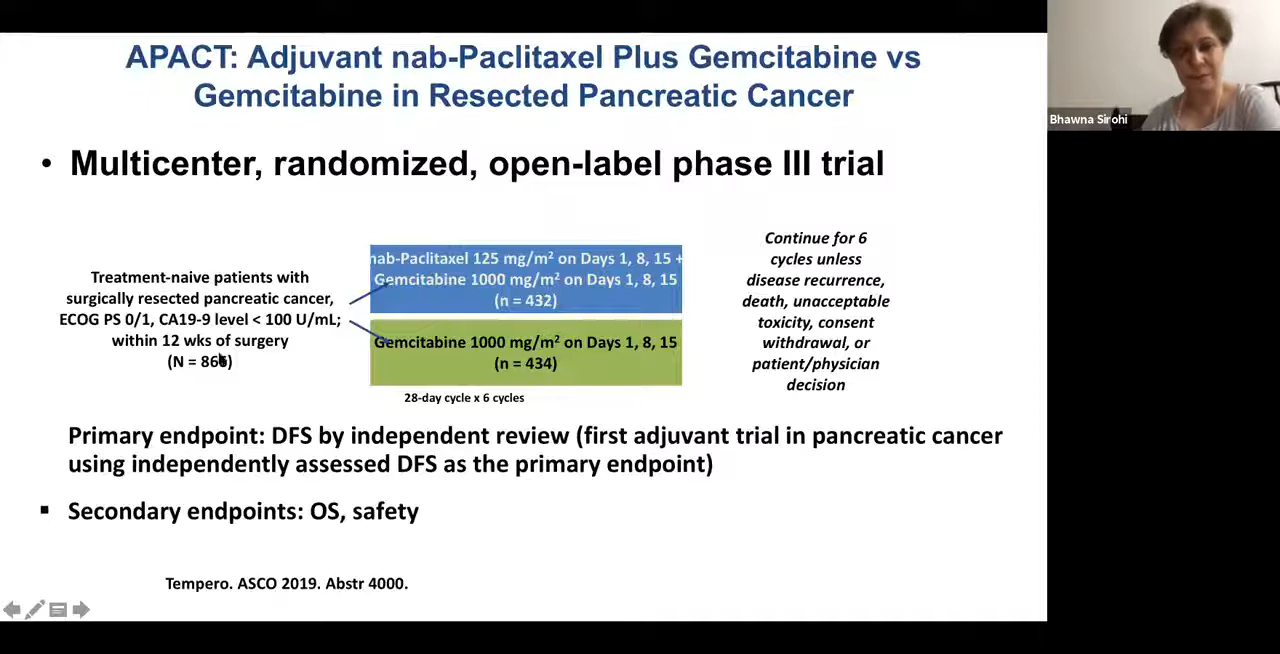 APACT: Adjuvant nab-Paclitaxel Plus Gemcitabine vs
Gemcitabine in Resected Pancreatic Cancer
• Multicenter, randomized, open-label phase III trial
Treatment-naive patients with
surgically resected pancreatic cancer,
ECOG PS 0/1, CA19-9 level < 100 U/mL;
within 12 wks of surgery
(N = 866)
nab-Paclitaxel 125 mg/m² on Days 1, 8, 15 +
Gemcitabine 1000 mg/m² on Days 1, 8, 15
(n = 432)
Gemcitabine 1000 mg/m² on Days 1, 8, 15
(n = 434)
28-day cycle x 6 cycles
Continue for 6
cycles unless
disease recurrence,
death, unacceptable
toxicity, consent
withdrawal, or
patient/physician
decision
Primary endpoint: DFS by independent review (first adjuvant trial in pancreatic cancer
using independently assessed DFS as the primary endpoint)
▪ Secondary endpoints: OS, safety
Tempero. ASCO 2019. Abstr 4000.
Bhawna Sirohi